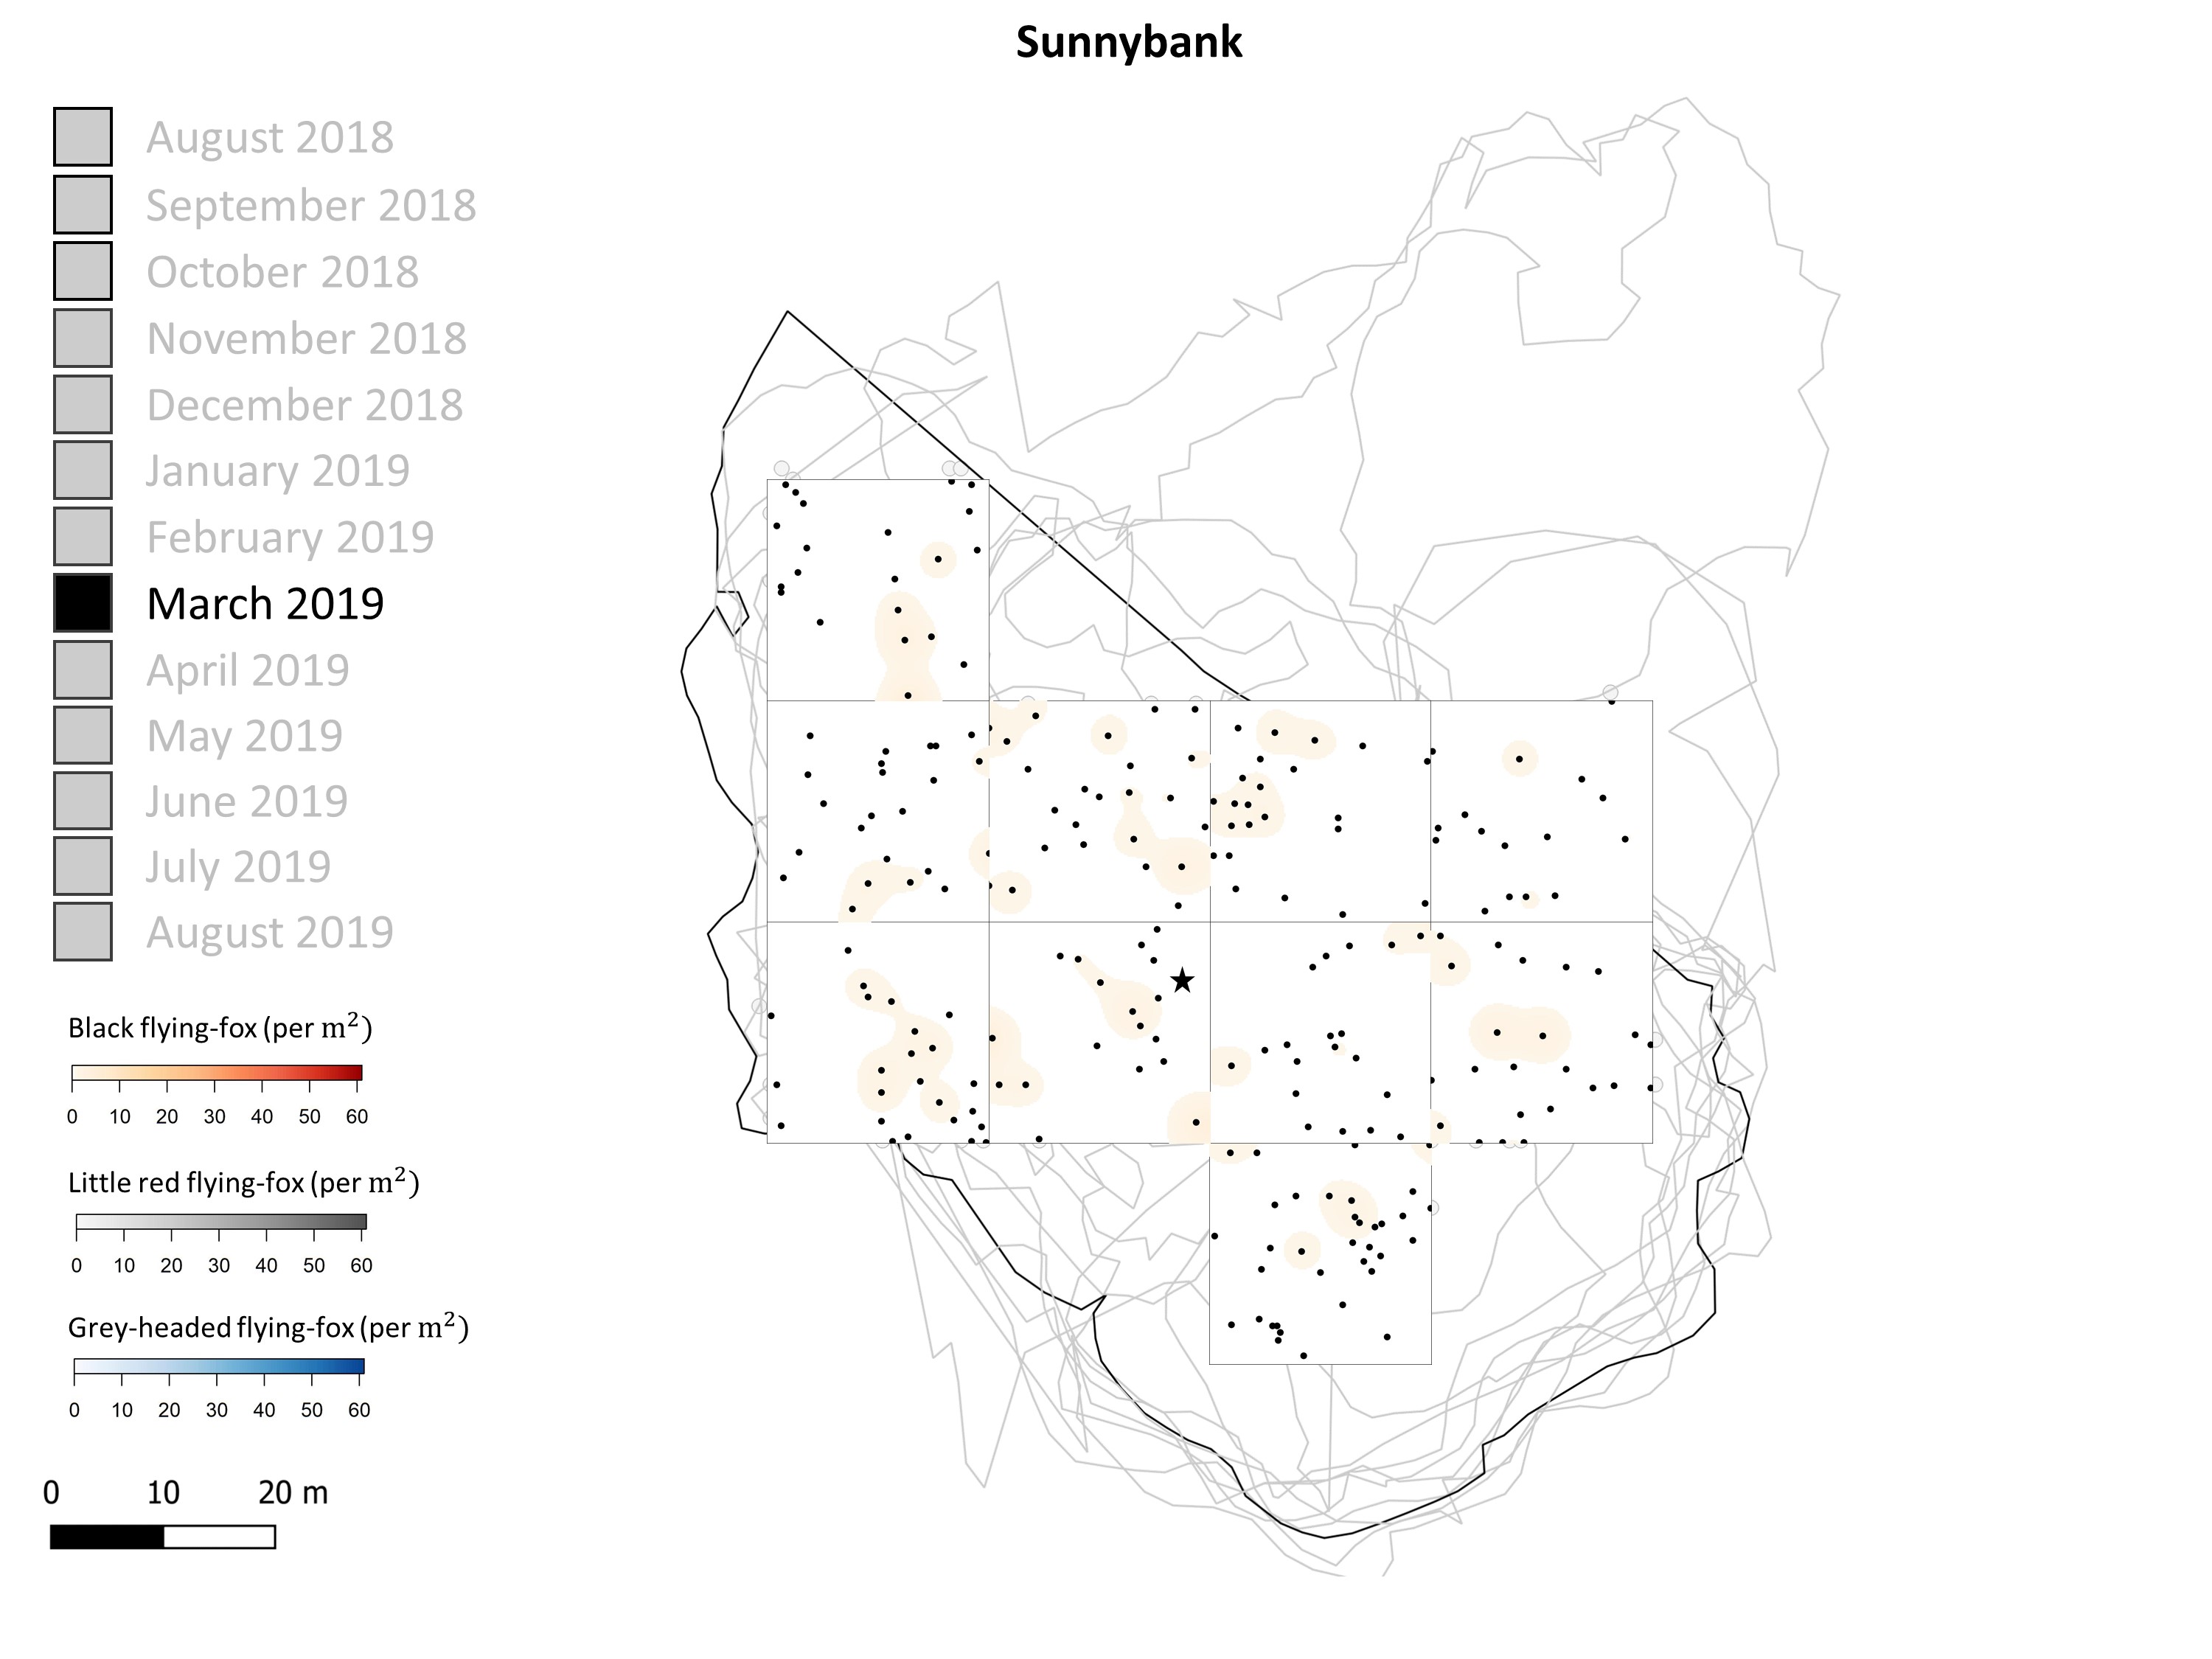 Sunnybank
August 2018
September 2018
October 2018
November 2018
December 2018
January 2019
February 2019
March 2019
April 2019
May 2019
June 2019
July 2019
August 2019
Black flying-fox (per m²)
0 10 20 30 40 50 60
Little red flying-fox (per m²)
0 10 20 30 40 50 60
Grey-headed flying-fox (per m²)
0 10 20 30 40 50 60
0 10 20 m